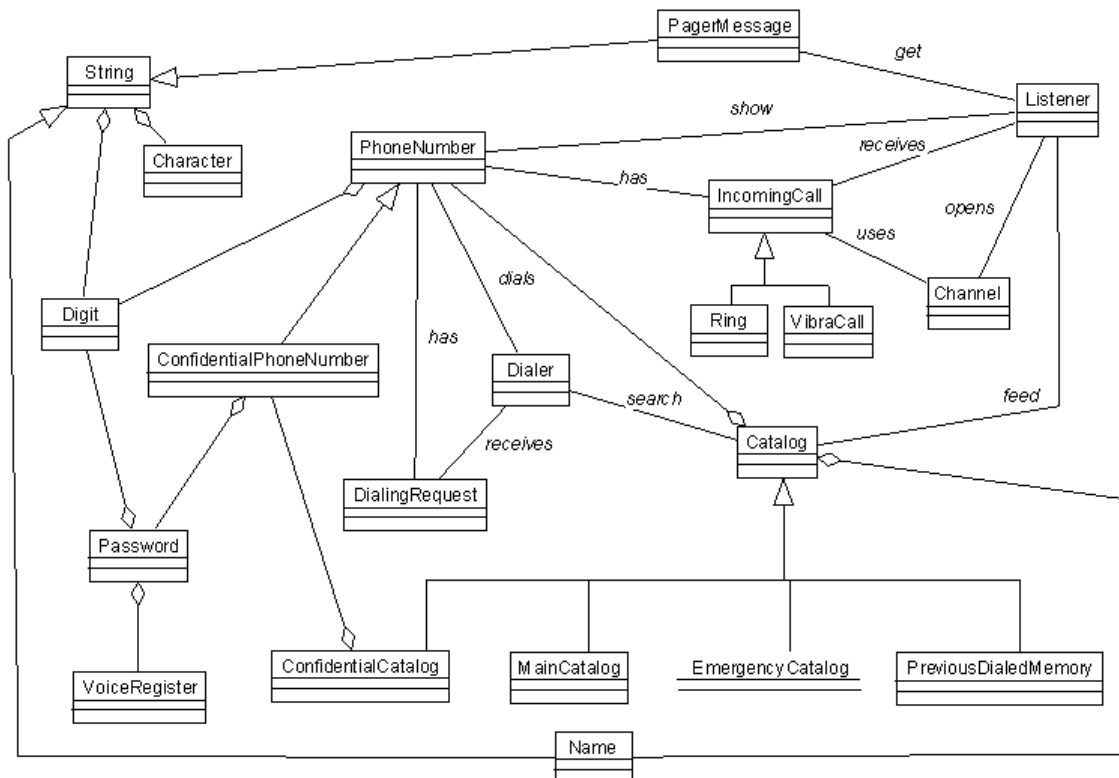 PagerMessage
String
get
Listener
show
PhoneNumber
receives
Character
has
IncomingCall
opens
uses
dials
Channel
Digit
Ring
VibraCall
has
ConfidentialPhoneNumber
Dialer
search
feed
Catalog
receives
DialingRequest
Password
ConfidentialCatalog
MainCatalog
EmergencyCatalog
PreviousDialedMemory
VoiceRegister
Name